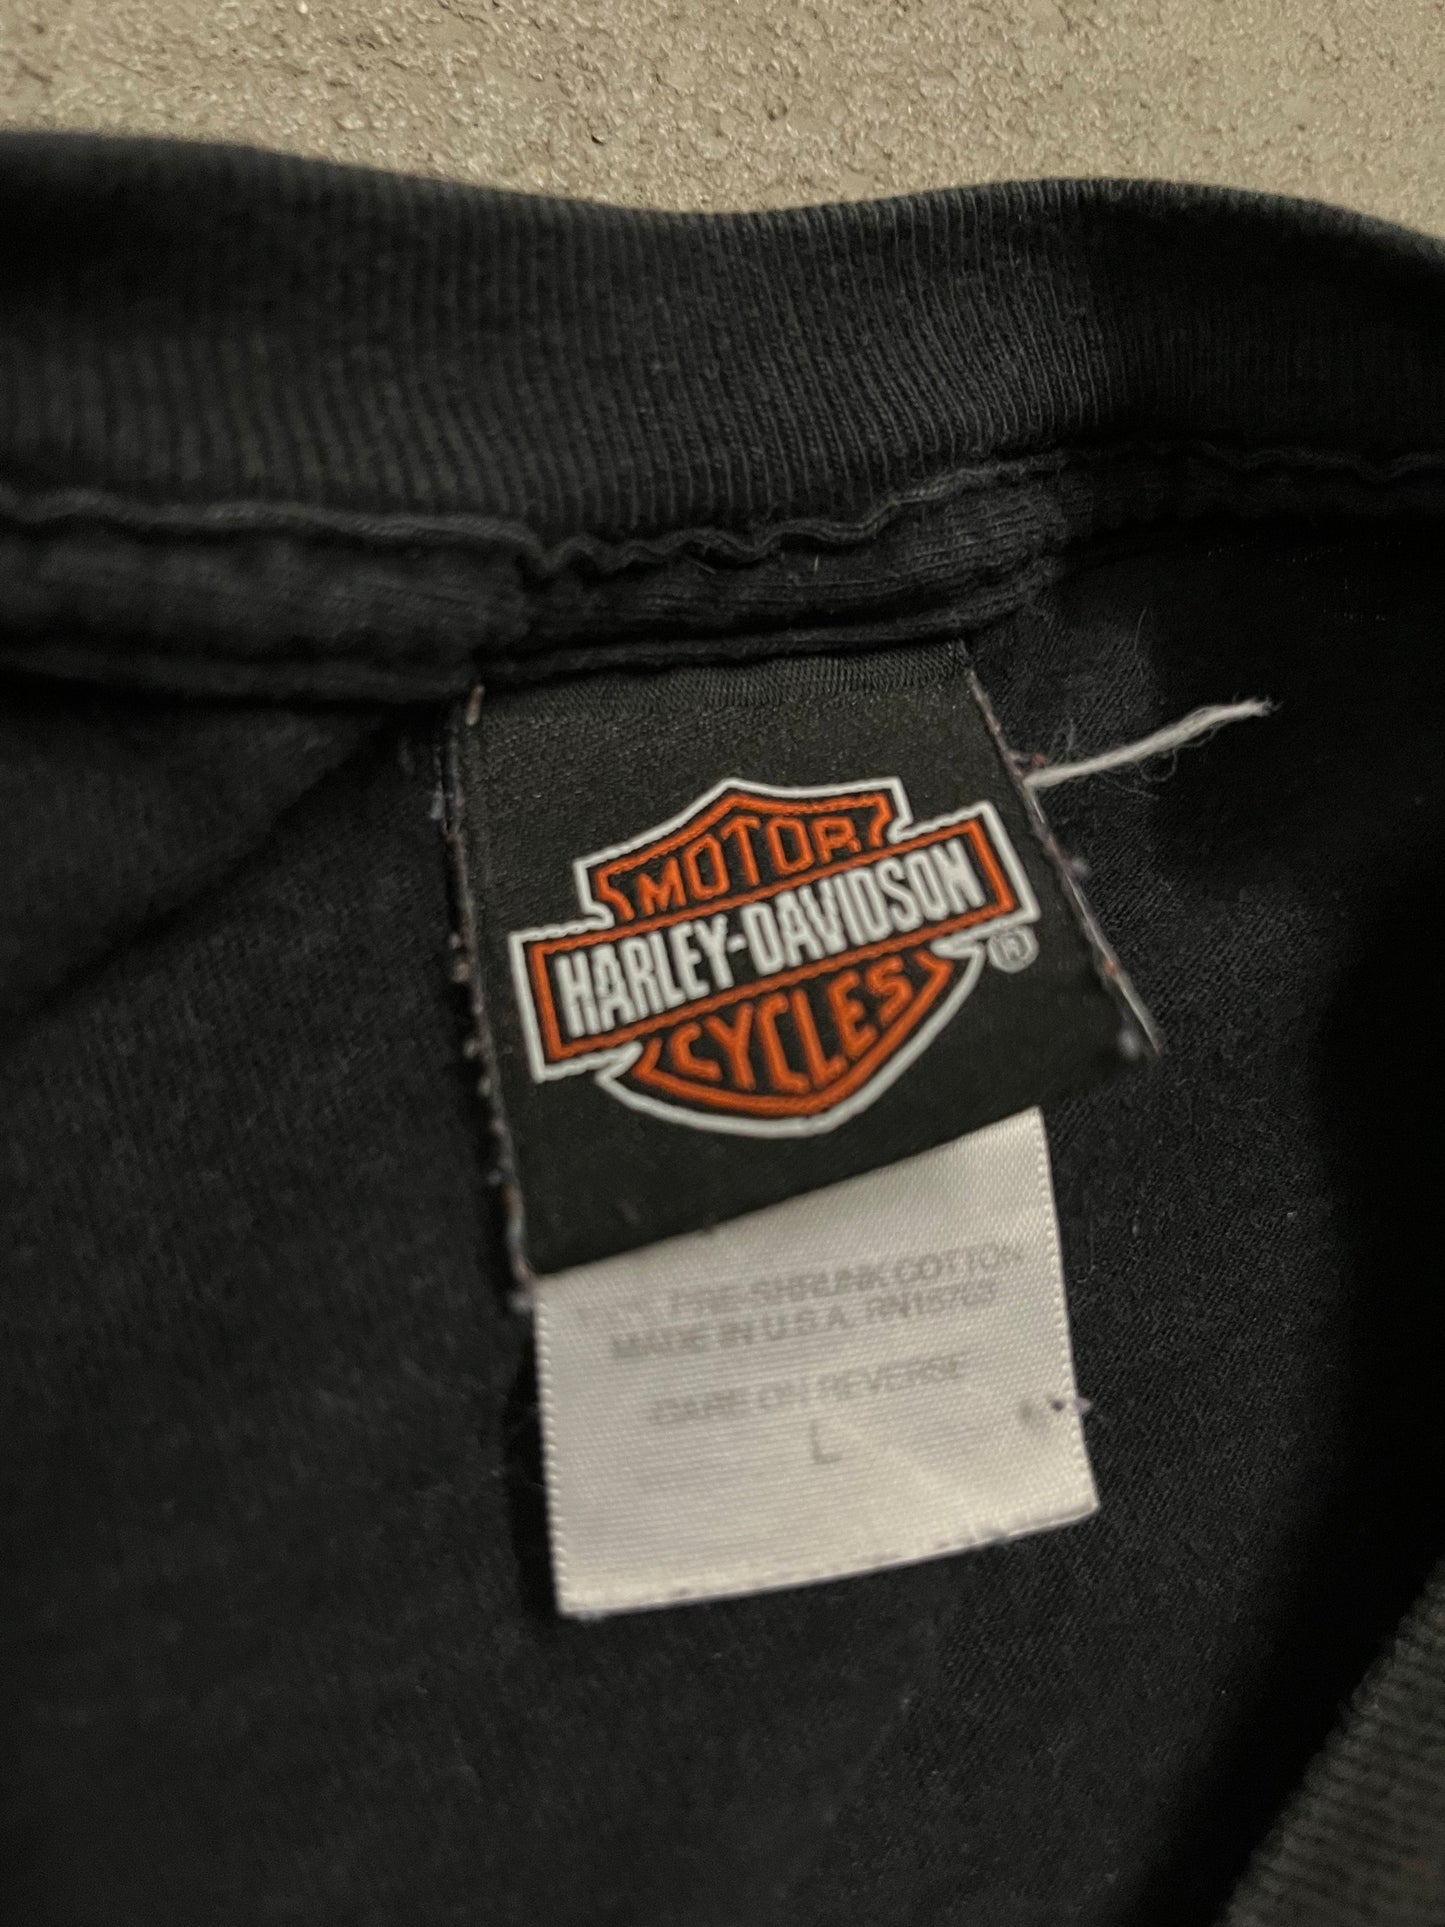 MOTOR
HARLEY-DAVIDSON
CYCLES
®
PRE-SHRUNK COTTON
MADE IN U.S.A.
CARE ON REVERSE
L